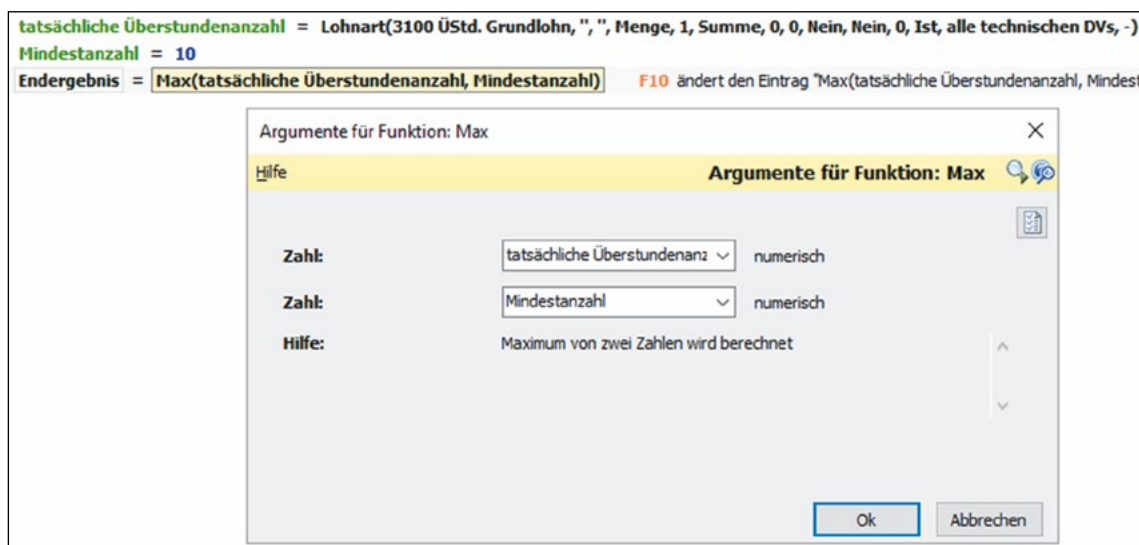 tatsächliche Überstundenanzahl = Lohnart(3100 ÜStd. Grundlohn, '', '', Menge, 1, Summe, 0, 0, Nein, Nein, 0, Ist, alle technischen DVs, -)
Mindestanzahl = 10
Endergebnis = Max(tatsächliche Überstundenanzahl, Mindestanzahl) F10 ändert den Eintrag "Max(tatsächliche Überstundenanzahl, Mindest
Argumente für Funktion: Max
Hilfe Argumente für Funktion: Max
Zahl: tatsächliche Überstundenanz numerisch
Zahl: Mindestanzahl numerisch
Hilfe: Maximum von zwei Zahlen wird berechnet
Ok Abbrechen